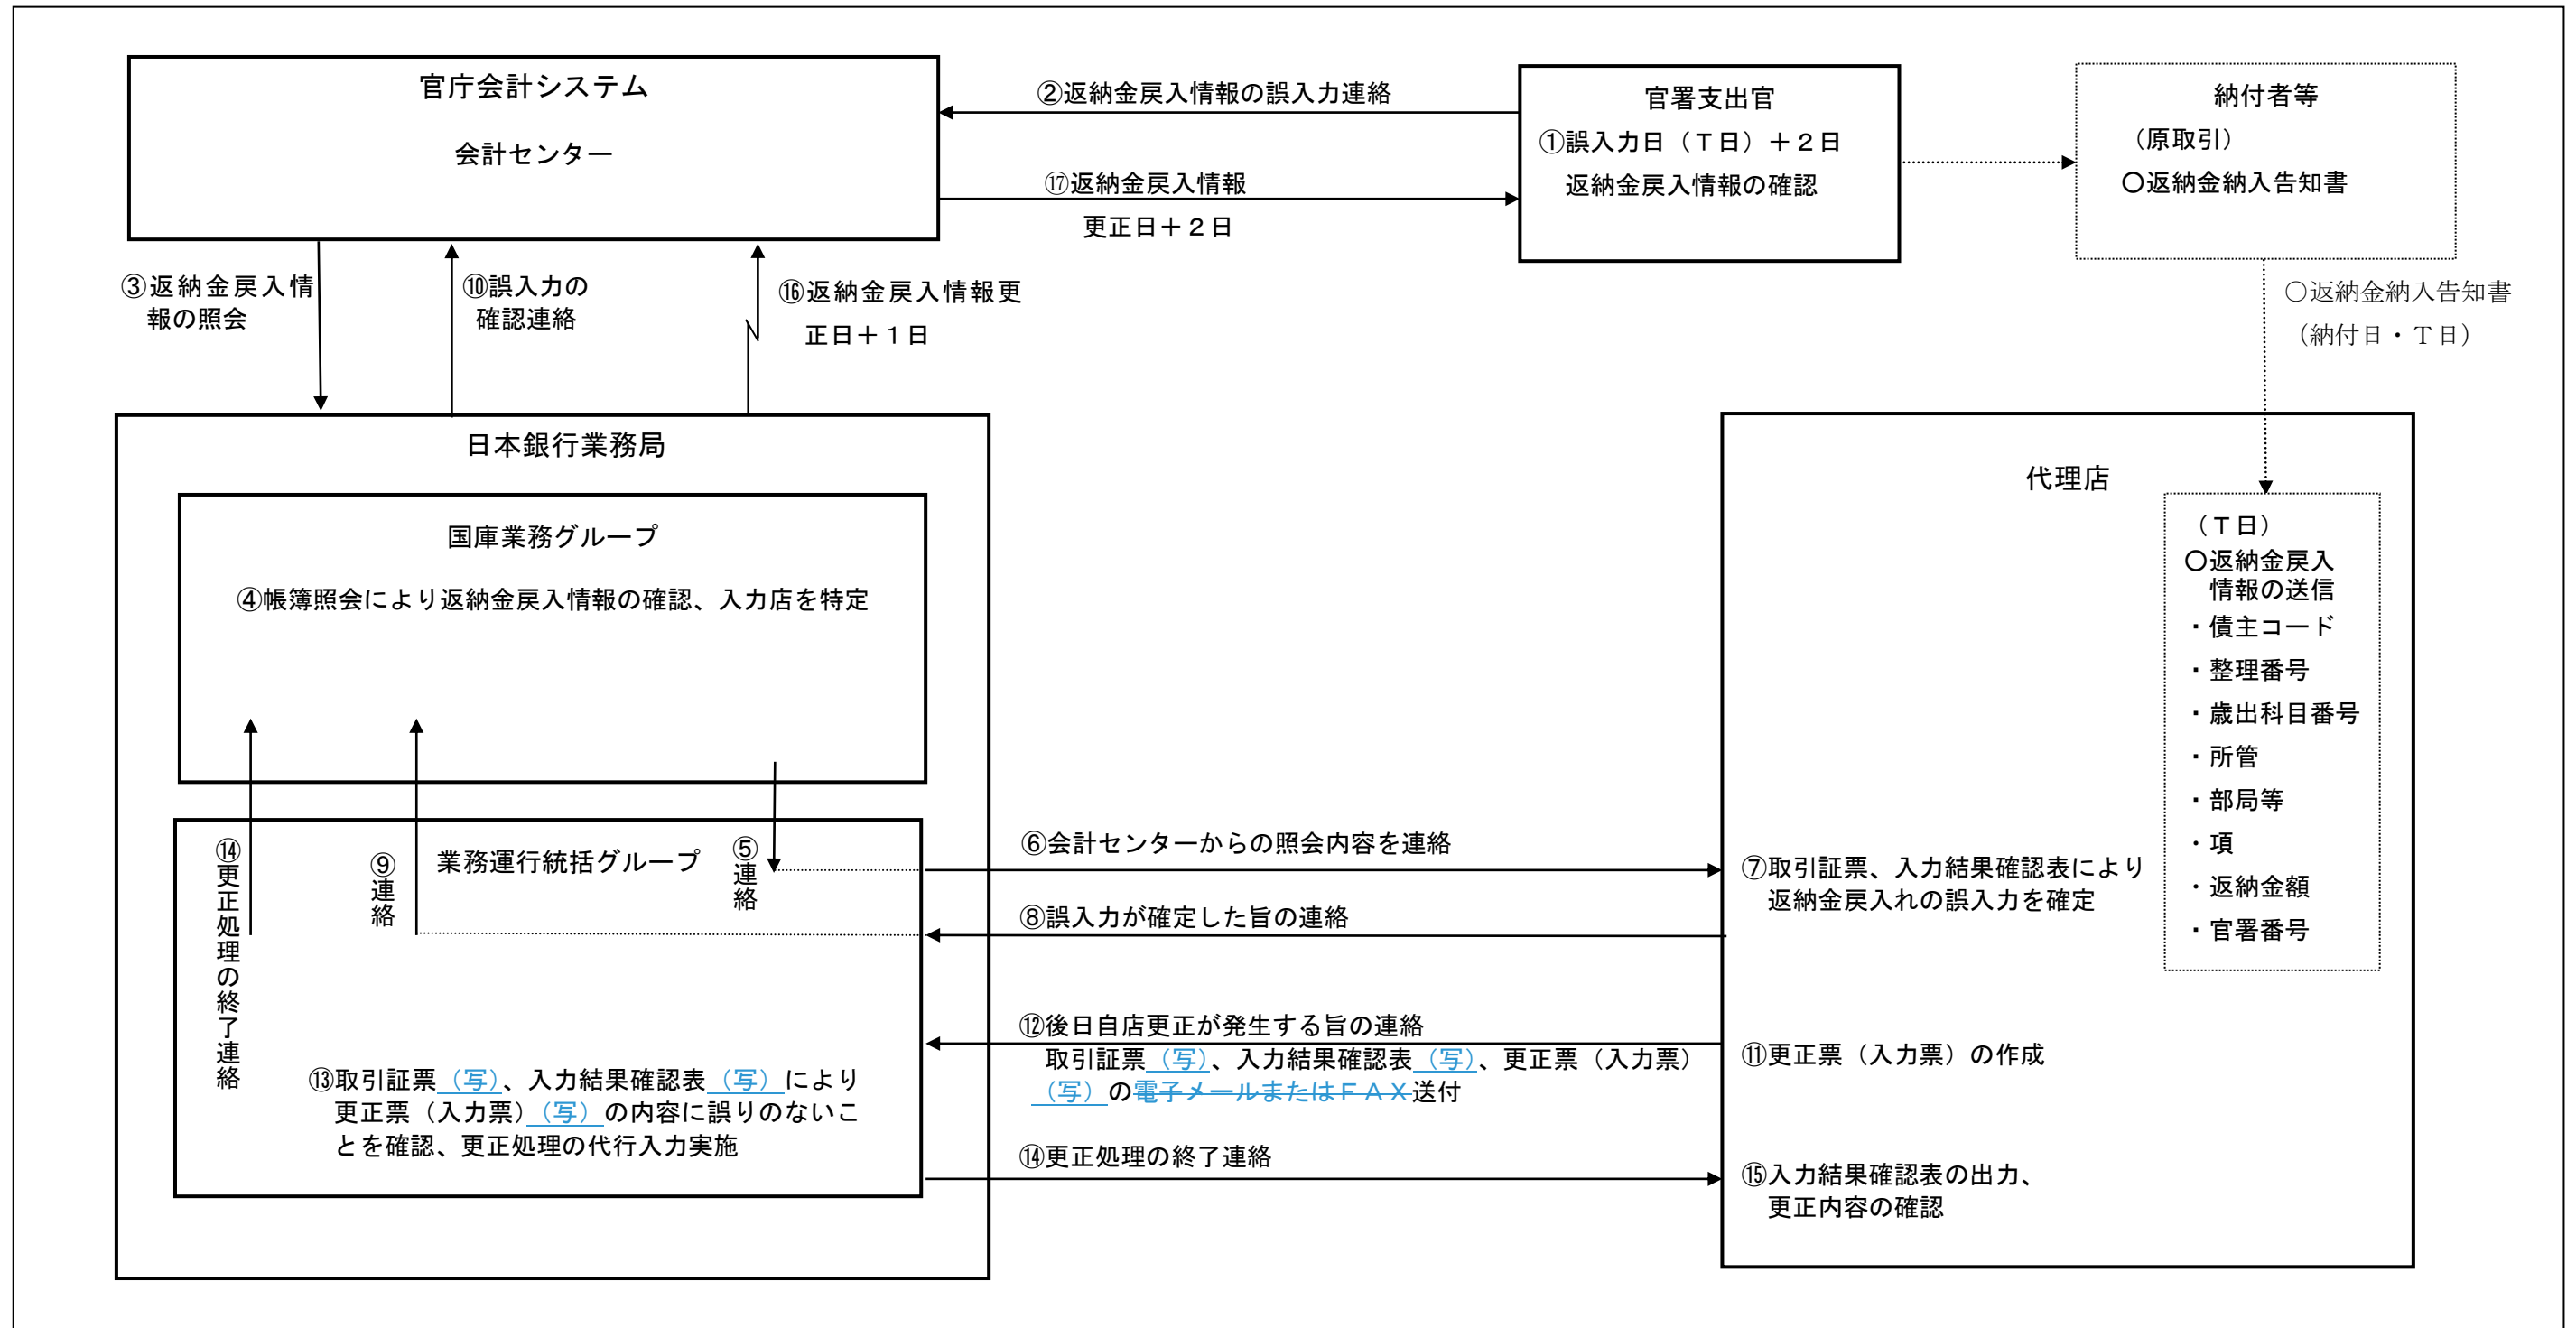 官庁会計システム
会計センター
②返納金戻入情報の誤入力連絡
⑰返納金戻入情報
更正日＋２日
官署支出官
①誤入力日（Ｔ日）＋２日
返納金戻入情報の確認
納付者等
（原取引）
○返納金納入告知書
③返納金戻入情
報の照会
⑩誤入力の
確認連絡
⑯返納金戻入情報更
正日＋１日
○返納金納入告知書
（納付日・Ｔ日）
日本銀行業務局
国庫業務グループ
④帳簿照会により返納金戻入情報の確認、入力店を特定
業務運行統括グループ
⑭更正処理の終了連絡
⑨連絡
⑤連絡
⑬取引証票（写）、入力結果確認表（写）により
更正票（入力票）（写）の内容に誤りのないこ
とを確認、更正処理の代行入力実施
⑥会計センターからの照会内容を連絡
⑧誤入力が確定した旨の連絡
⑫後日自店更正が発生する旨の連絡
取引証票（写）、入力結果確認表（写）、更正票（入力票）
（写）の電子メールまたはＦＡＸ送付
⑭更正処理の終了連絡
代理店
（Ｔ日）
○返納金戻入
情報の送信
・債主コード
・整理番号
・歳出科目番号
・所管
・部局等
・項
・返納金額
・官署番号
⑦取引証票、入力結果確認表により
返納金戻入れの誤入力を確定
⑪更正票（入力票）の作成
⑮入力結果確認表の出力、
更正内容の確認